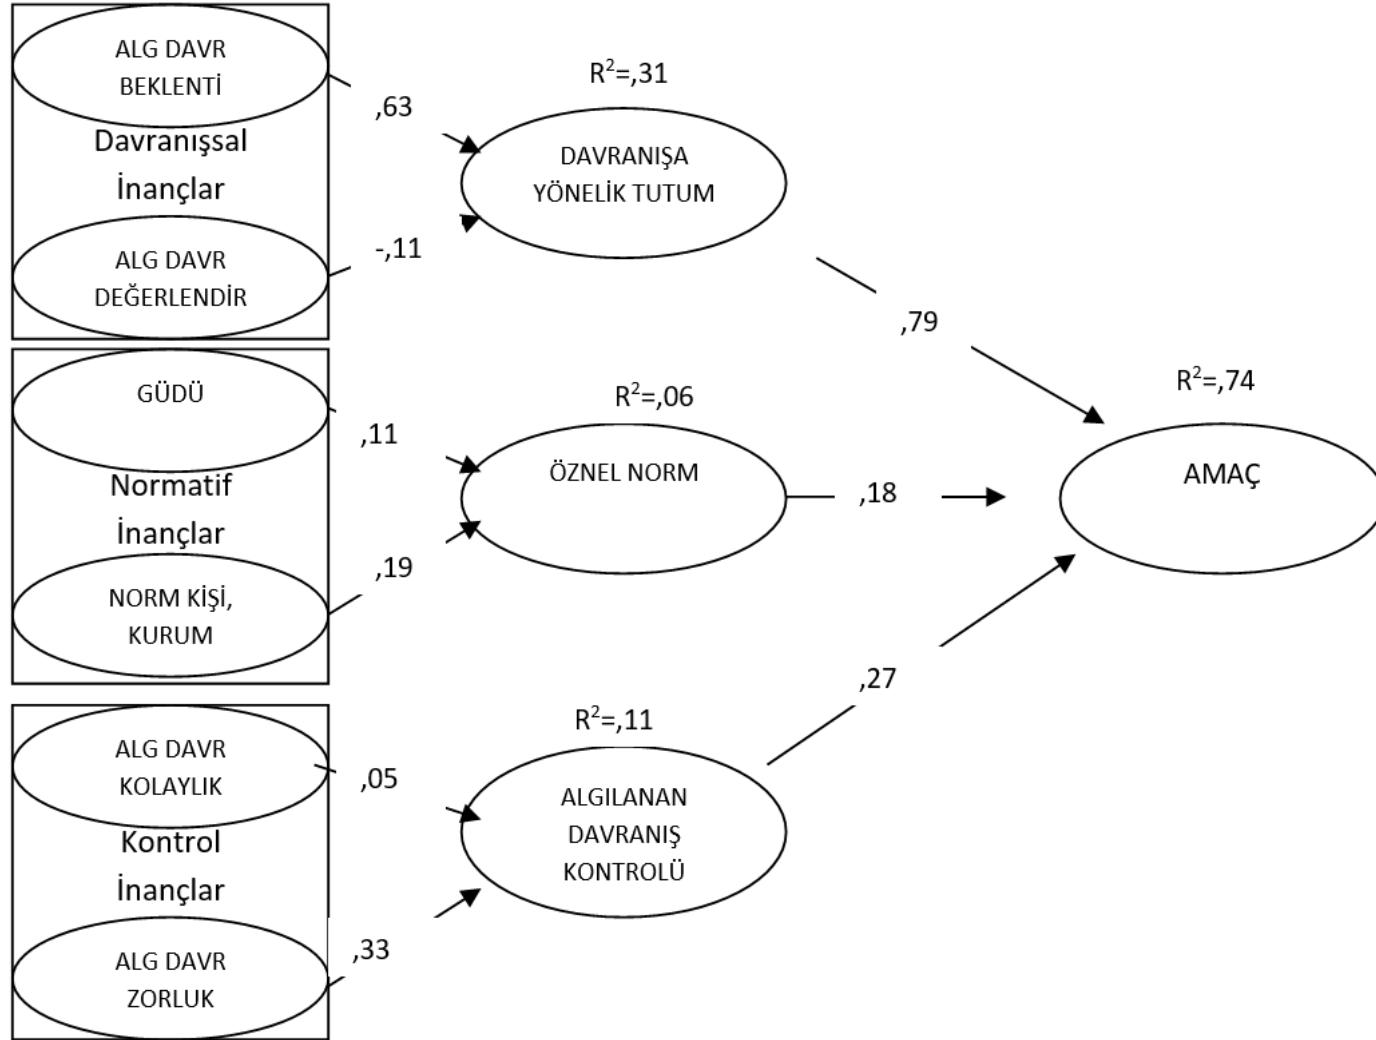 ALG DAVR
BEKLENTİ
Davranışsal
İnançlar
ALG DAVR
DEĞERLENDİR
,63
-,11
R²=,31
DAVRANIŞA
YÖNELİK TUTUM
,79
GÜDÜ
Normatif
İnançlar
NORM KİŞİ,
KURUM
,11
,19
R²=,06
ÖZNEL NORM
,18
R²=,74
AMAÇ
ALG DAVR
KOLAYLIK
Kontrol
İnançlar
ALG DAVR
ZORLUK
,05
,33
R²=,11
ALGILANAN
DAVRANIŞ
KONTROLÜ
,27